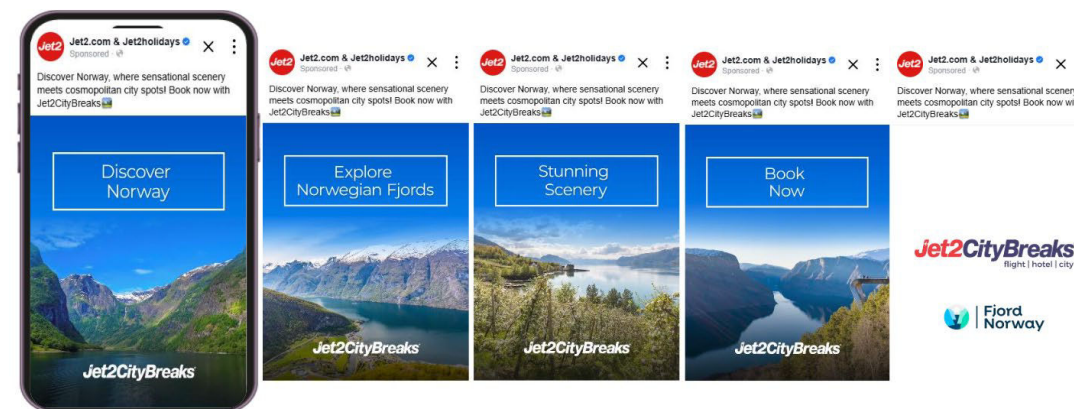 Jet2
Jet2.com & Jet2holidays
Sponsored ·
Discover Norway, where sensational scenery
meets cosmopolitan city spots! Book now with
Jet2CityBreaks
Discover
Norway
Jet2CityBreaks
Jet2
Jet2.com & Jet2holidays
Sponsored ·
Discover Norway, where sensational scenery
meets cosmopolitan city spots! Book now with
Jet2CityBreaks
Explore
Norwegian Fjords
Jet2CityBreaks
Jet2
Jet2.com & Jet2holidays
Sponsored ·
Discover Norway, where sensational scenery
meets cosmopolitan city spots! Book now with
Jet2CityBreaks
Stunning
Scenery
Jet2CityBreaks
Jet2
Jet2.com & Jet2holidays
Sponsored ·
Discover Norway, where sensational scenery
meets cosmopolitan city spots! Book now with
Jet2CityBreaks
Book
Now
Jet2CityBreaks
Jet2
Jet2.com & Jet2holidays
Sponsored ·
Discover Norway, where sensational scenery
meets cosmopolitan city spots! Book now wi
Jet2CityBreaks
Jet2CityBreaks
flight | hotel | city
Fjord
Norway